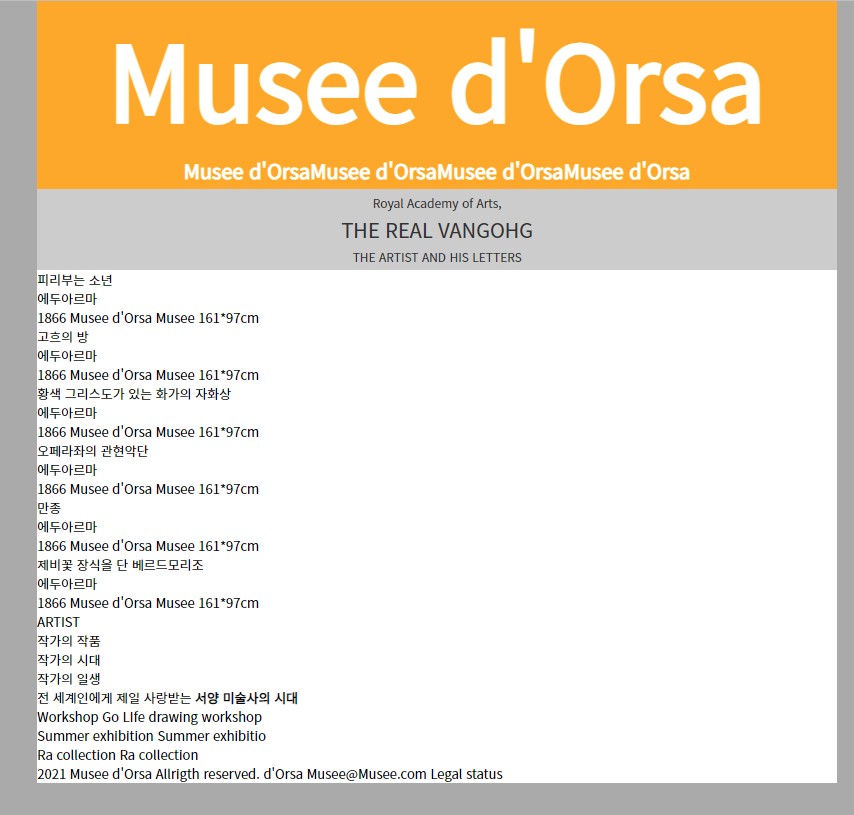 Musee d'Orsa
Musee d'OrsaMusee d'OrsaMusee d'OrsaMusee d'Orsa
Royal Academy of Arts,
THE REAL VANGOHG
THE ARTIST AND HIS LETTERS
피리부는 소년
에두아르마
1866 Musee d'Orsa Musee 161*97cm
고흐의 방
에두아르마
1866 Musee d'Orsa Musee 161*97cm
황색 그리스도가 있는 화가의 자화상
에두아르마
1866 Musee d'Orsa Musee 161*97cm
오페라좌의 관현악단
에두아르마
1866 Musee d'Orsa Musee 161*97cm
만종
에두아르마
1866 Musee d'Orsa Musee 161*97cm
제비꽃 장식을 단 베르드모리조
에두아르마
1866 Musee d'Orsa Musee 161*97cm
ARTIST
작가의 작품
작가의 시대
작가의 일생
전 세계인에게 제일 사랑받는 서양 미술사의 시대
Workshop Go LIfe drawing workshop
Summer exhibition Summer exhibitio
Ra collection Ra collection
2021 Musee d'Orsa Allrigth reserved. d'Orsa Musee@Musee.com Legal status